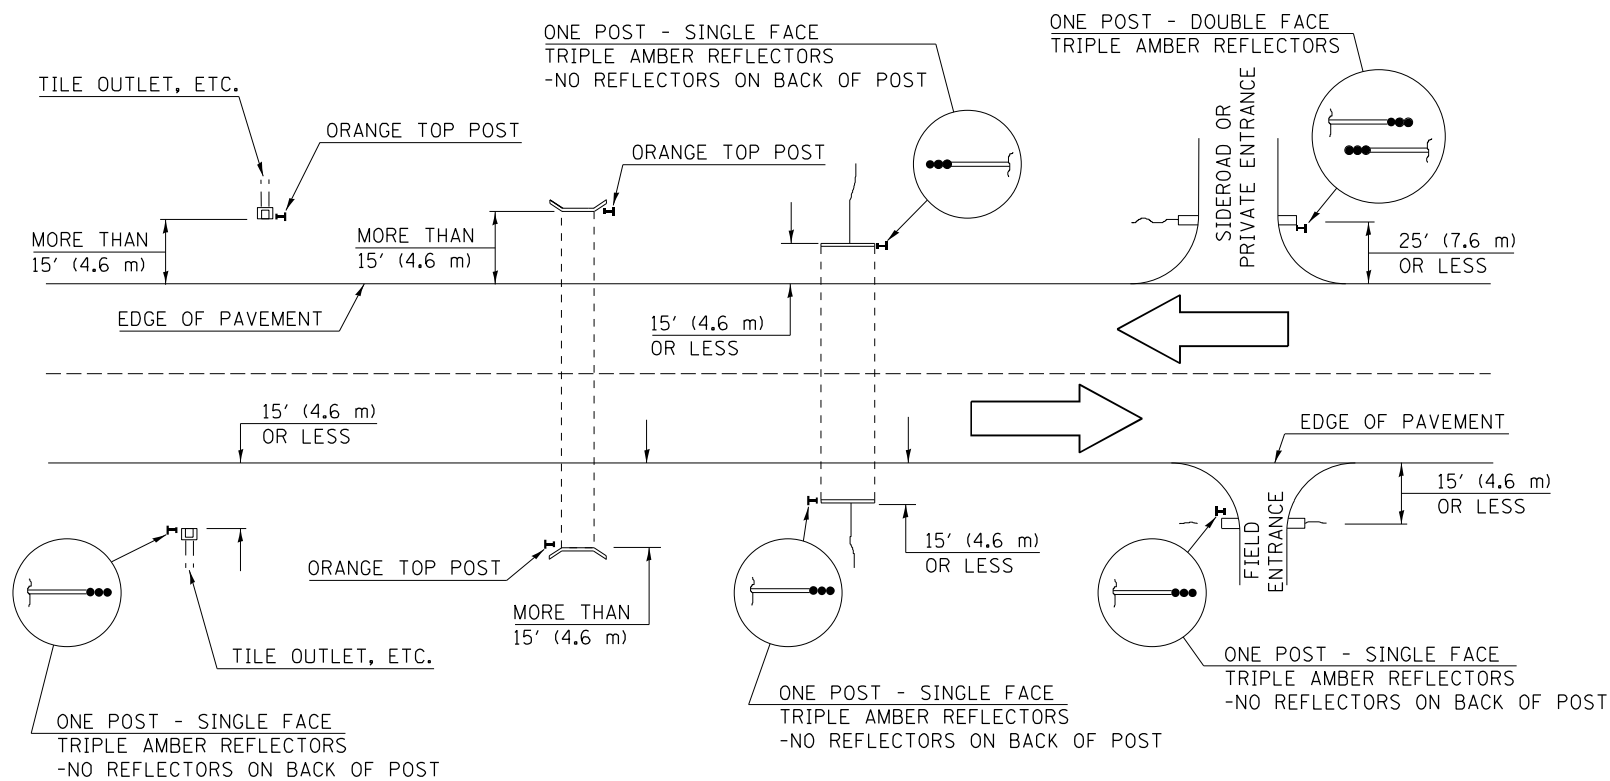 ONE POST - SINGLE FACE
TRIPLE AMBER REFLECTORS
-NO REFLECTORS ON BACK OF POST
ONE POST - DOUBLE FACE
TRIPLE AMBER REFLECTORS
TILE OUTLET, ETC.
ORANGE TOP POST
ORANGE TOP POST
SIDEROAD OR
PRIVATE ENTRANCE
MORE THAN
15' (4.6 m)
MORE THAN
15' (4.6 m)
25' (7.6 m)
OR LESS
EDGE OF PAVEMENT
15' (4.6 m)
OR LESS
15' (4.6 m)
OR LESS
EDGE OF PAVEMENT
15' (4.6 m)
OR LESS
FIELD
ENTRANCE
15' (4.6 m)
OR LESS
ORANGE TOP POST
MORE THAN
15' (4.6 m)
TILE OUTLET, ETC.
ONE POST - SINGLE FACE
TRIPLE AMBER REFLECTORS
-NO REFLECTORS ON BACK OF POST
ONE POST - SINGLE FACE
TRIPLE AMBER REFLECTORS
-NO REFLECTORS ON BACK OF POST
ONE POST - SINGLE FACE
TRIPLE AMBER REFLECTORS
-NO REFLECTORS ON BACK OF POST